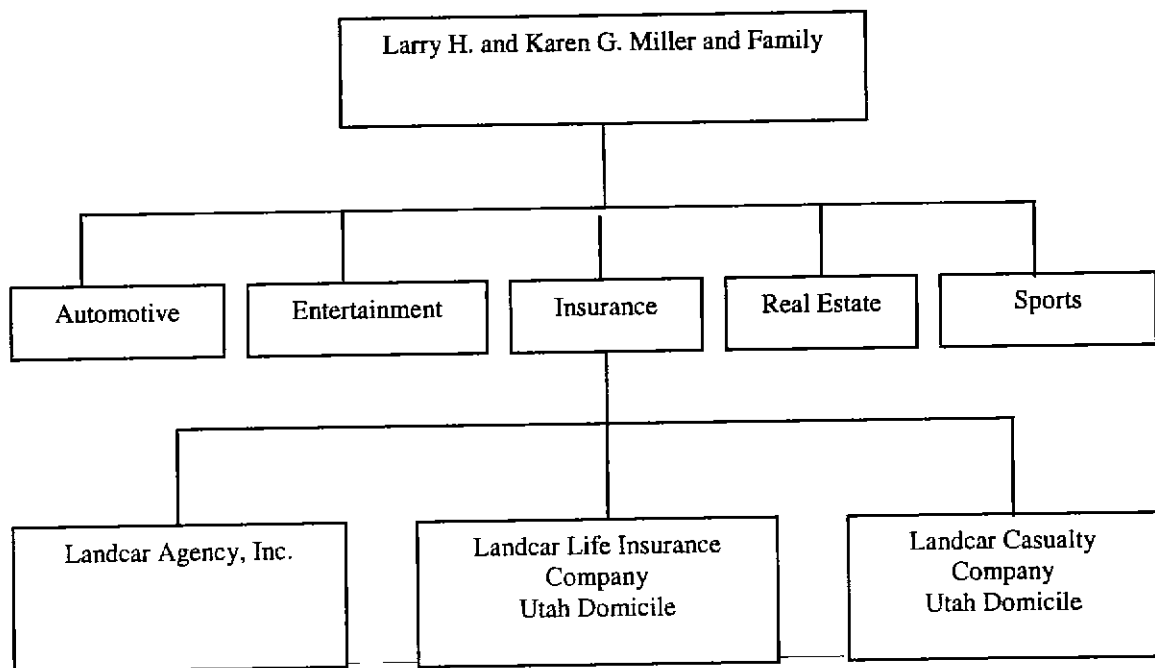 Larry H. and Karen G. Miller and Family
Automotive
Entertainment
Insurance
Real Estate
Sports
Landcar Agency, Inc.
Landcar Life Insurance
Company
Utah Domicile
Landcar Casualty
Company
Utah Domicile